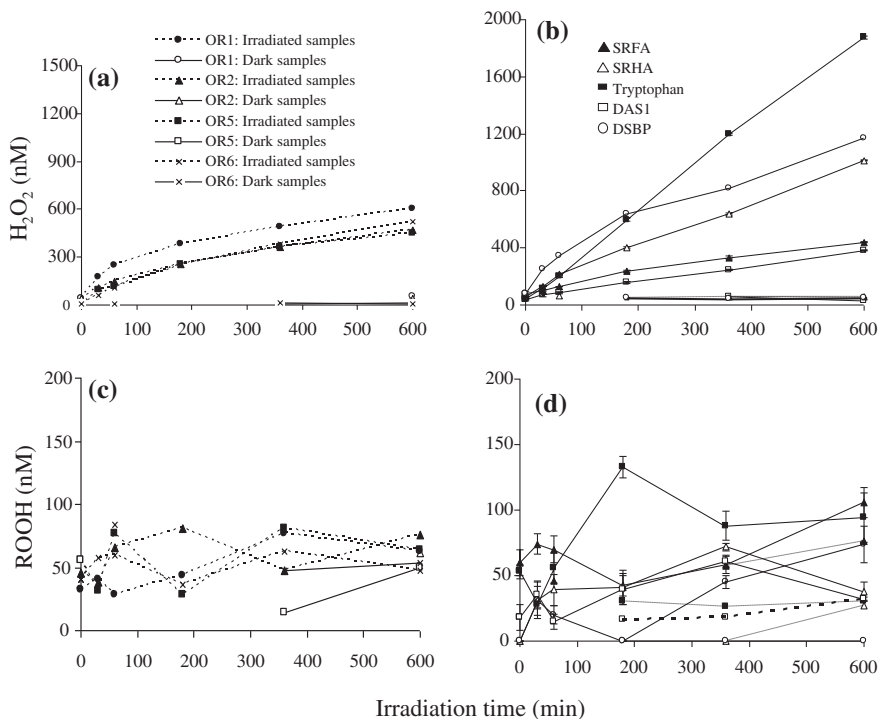 (a)
H2O2 (nM)
1500
1200
900
600
300
0
0 100 200 300 400 500 600
OR1: Irradiated samples
OR1: Dark samples
OR2: Irradiated samples
OR2: Dark samples
OR5: Irradiated samples
OR5: Dark samples
OR6: Irradiated samples
OR6: Dark samples
(b)
2000
1600
1200
800
400
0
0 100 200 300 400 500 600
SRFA
SRHA
Tryptophan
DAS1
DSBP
(c)
ROOH (nM)
200
150
100
50
0
0 100 200 300 400 500 600
(d)
200
150
100
50
0
0 100 200 300 400 500 600
Irradiation time (min)